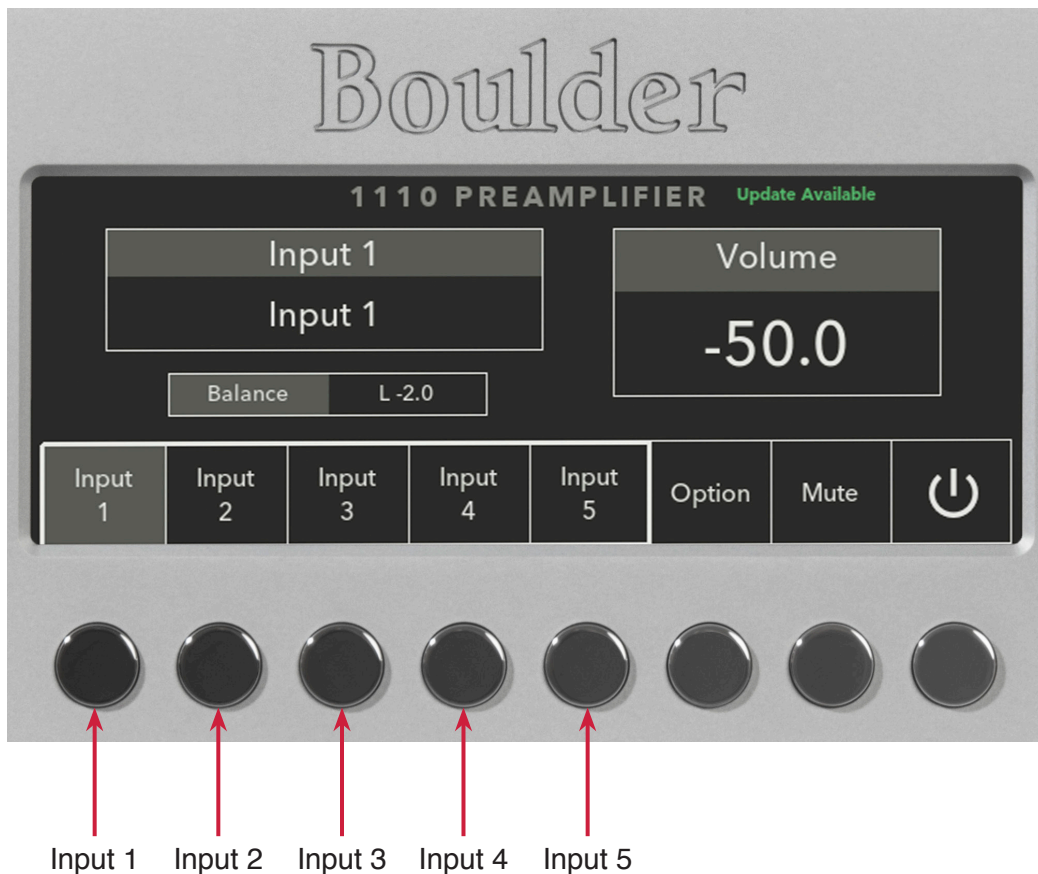 Boulder
1110 PREAMPLIFIER Update Available
Input 1
Input 1
Volume
-50.0
Balance L -2.0
Input 1
Input 2
Input 3
Input 4
Input 5
Option
Mute
Input 1 Input 2 Input 3 Input 4 Input 5